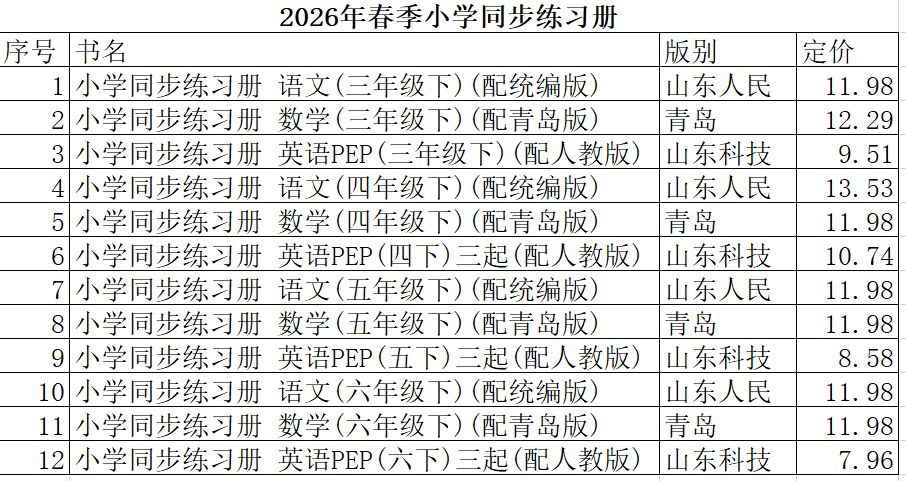 2026年春季小学同步练习册
序号 书名 版别 定价
1 小学同步练习册 语文(三年级下)(配统编版) 山东人民 11.98
2 小学同步练习册 数学(三年级下)(配青岛版) 青岛 12.29
3 小学同步练习册 英语PEP(三年级下)(配人教版) 山东科技 9.51
4 小学同步练习册 语文(四年级下)(配统编版) 山东人民 13.53
5 小学同步练习册 数学(四年级下)(配青岛版) 青岛 11.98
6 小学同步练习册 英语PEP(四下)三起(配人教版) 山东科技 10.74
7 小学同步练习册 语文(五年级下)(配统编版) 山东人民 11.98
8 小学同步练习册 数学(五年级下)(配青岛版) 青岛 11.98
9 小学同步练习册 英语PEP(五下)三起(配人教版) 山东科技 8.58
10 小学同步练习册 语文(六年级下)(配统编版) 山东人民 11.98
11 小学同步练习册 数学(六年级下)(配青岛版) 青岛 11.98
12 小学同步练习册 英语PEP(六下)三起(配人教版) 山东科技 7.96